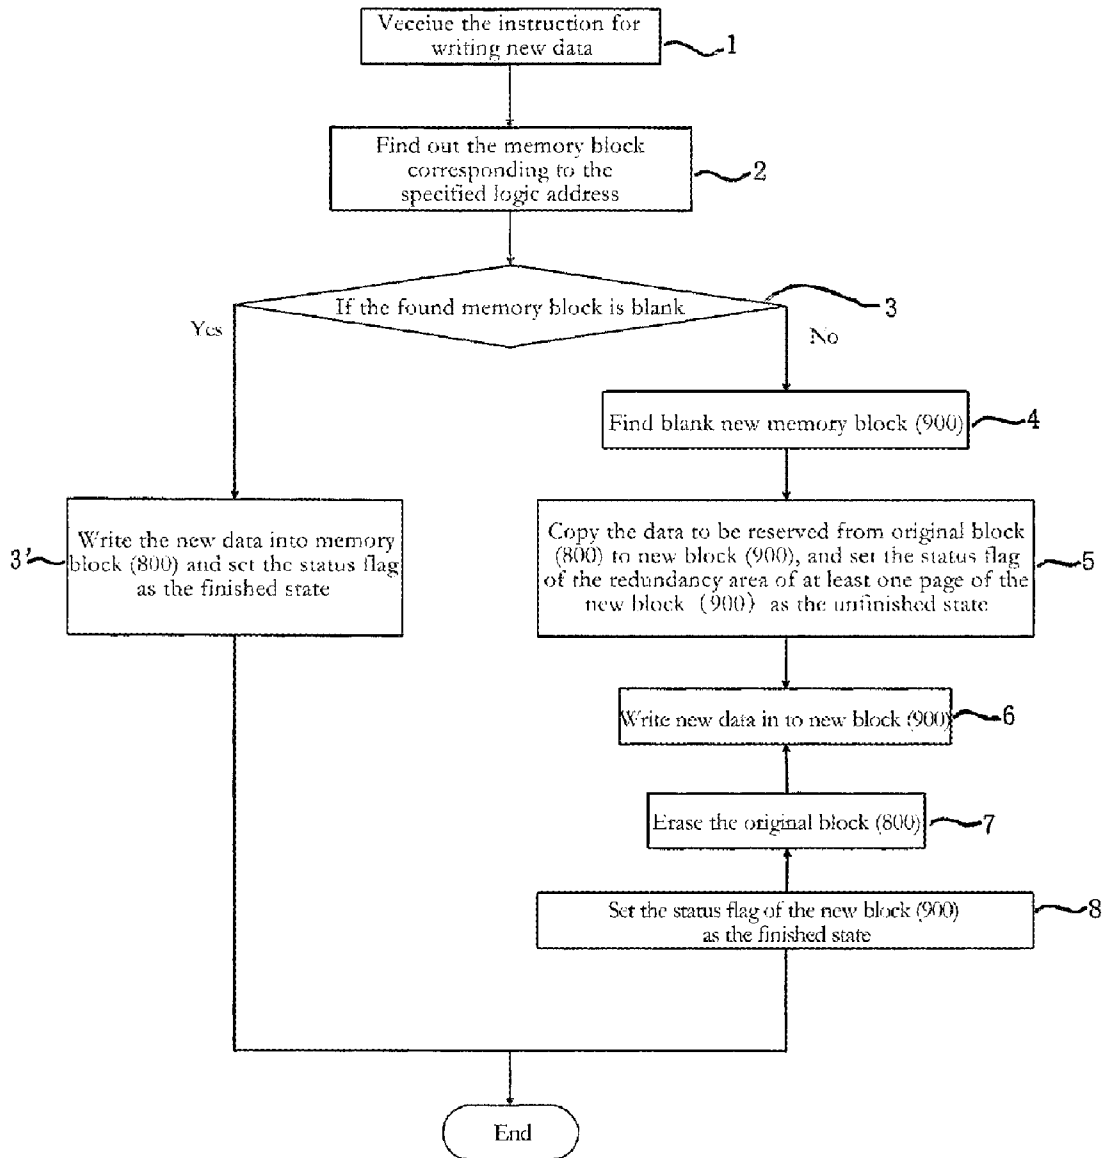 Vecciue the instruction for
writing new data
1
Find out the memory block
corresponding to the
specified logic address
2
If the found memory block is blank
3
Yes
No
Find blank new memory block (900)
4
Write the new data into memory
block (800) and set the status flag
as the finished state
3'
Copy the data to be reserved from original block
(800) to new block (900), and set the status flag
of the redundancy area of at least one page of the
new block (900) as the unfinished state
5
Write new data in to new block (900)
6
Erase the original block (800)
7
Set the status flag of the new block (900)
as the finished state
8
End